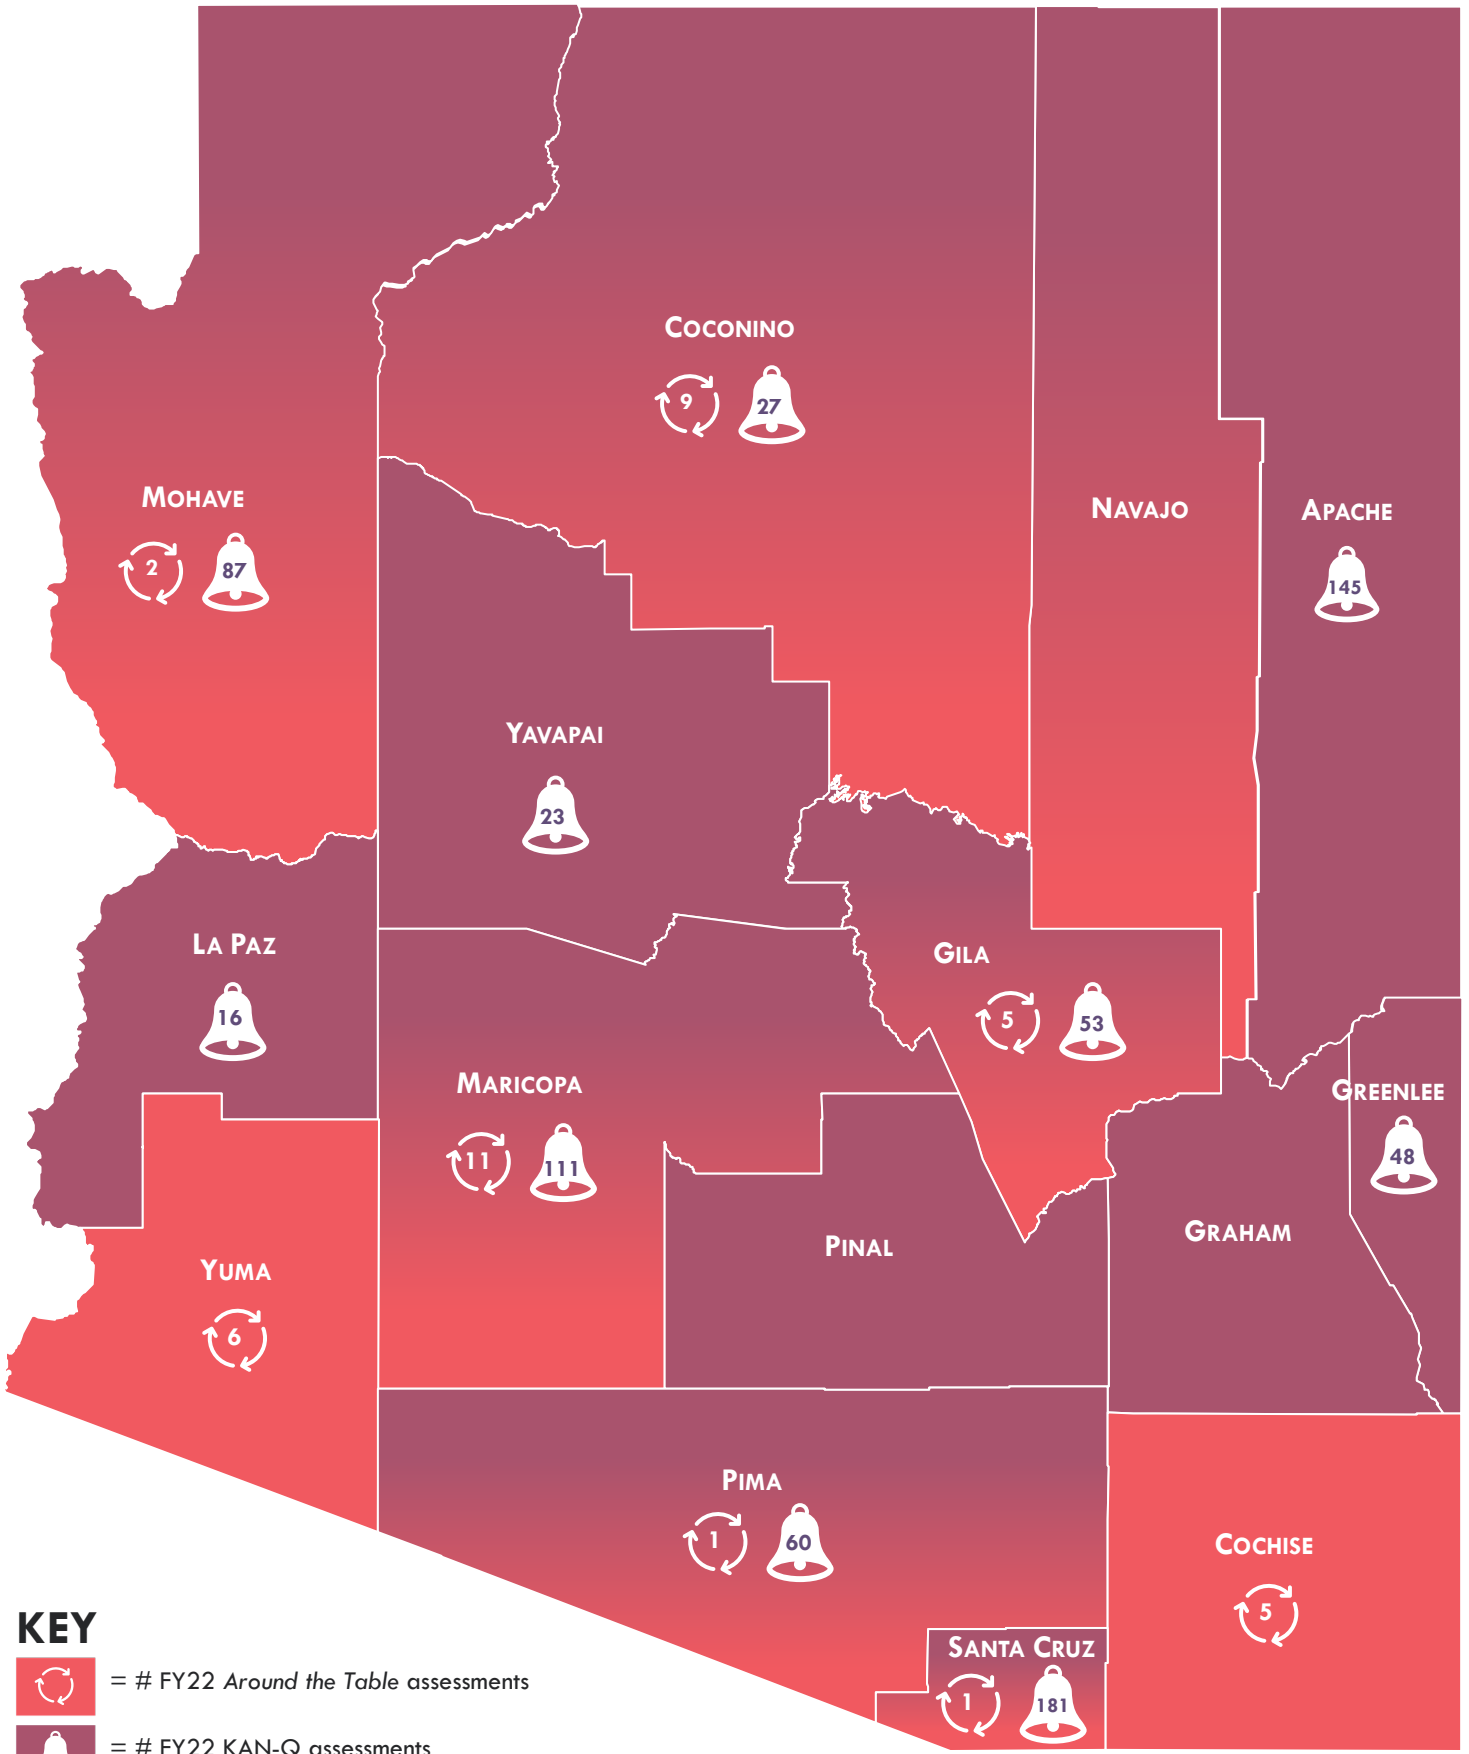 COCONINO
9 27
MOHAVE
2 87
NAVAJO
APACHE
145
YAVAPAI
23
LA PAZ
16
GILA
5 53
MARICOPA
11 111
GREENLEE
48
PINAL
GRAHAM
YUMA
6
PIMA
1 60
COCHISE
5
SANTA CRUZ
1 181
KEY
= # FY22 Around the Table assessments
= # FY22 KAN-Q assessments